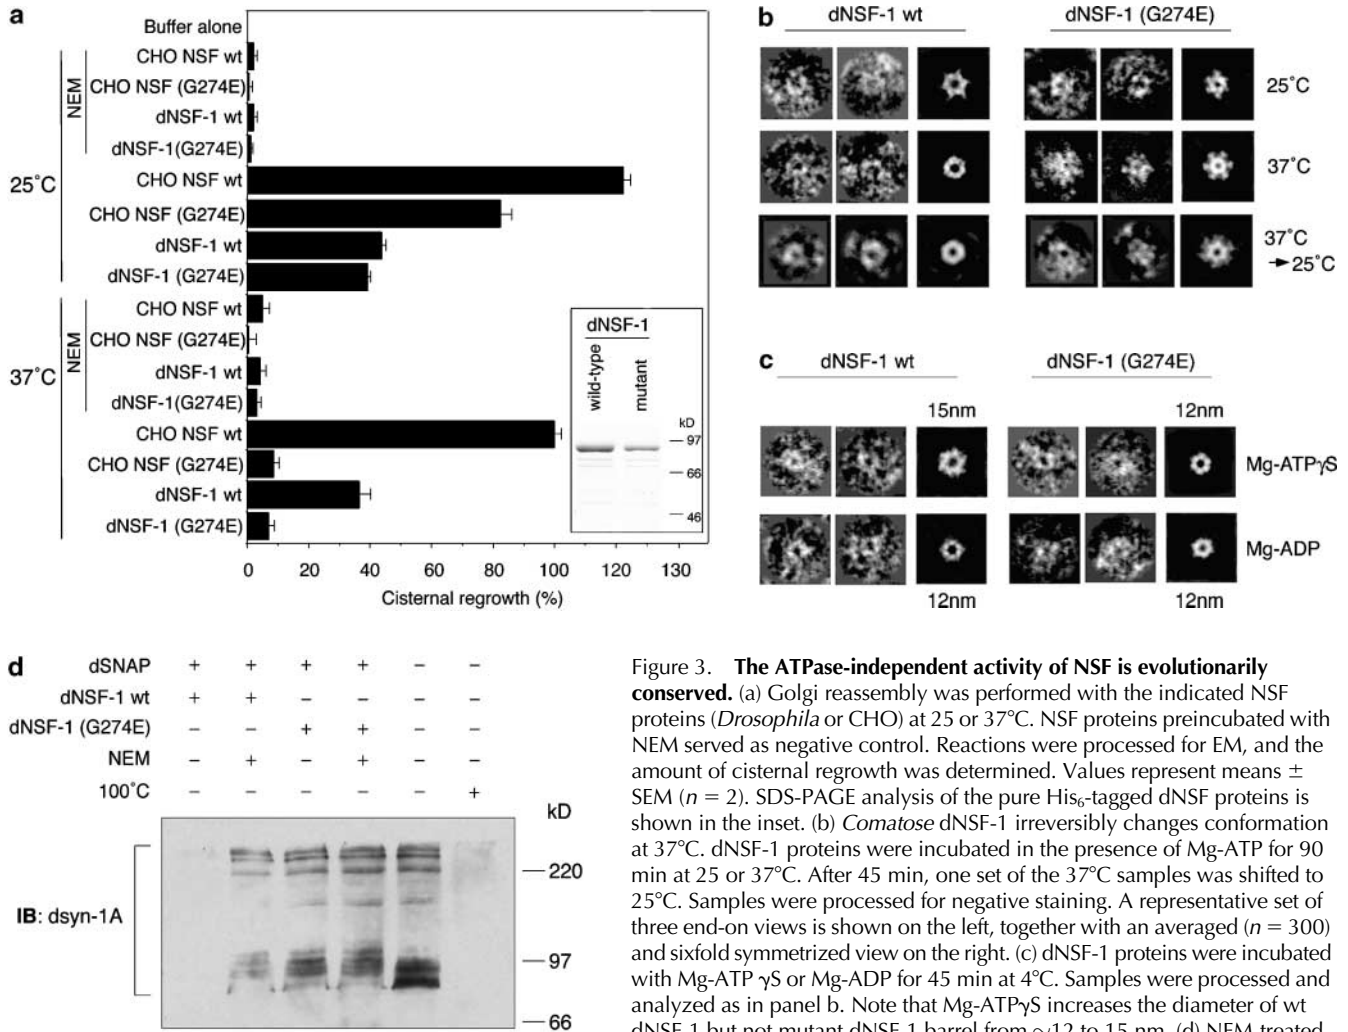 a
Buffer alone
CHO NSF wt
CHO NSF (G274E)
dNSF-1 wt
dNSF-1(G274E)
NEM
CHO NSF wt
CHO NSF (G274E)
dNSF-1 wt
dNSF-1 (G274E)
25˚C
CHO NSF wt
CHO NSF (G274E)
dNSF-1 wt
dNSF-1(G274E)
NEM
CHO NSF wt
CHO NSF (G274E)
dNSF-1 wt
dNSF-1 (G274E)
37˚C
0 20 40 60 80 100 120 130
Cisternal regrowth (%)
dNSF-1
wild-type
mutant
kD
97
66
46
b
dNSF-1 wt
dNSF-1 (G274E)
25˚C
37˚C
37˚C
25˚C
c
dNSF-1 wt
dNSF-1 (G274E)
15nm
12nm
Mg-ATPγS
Mg-ADP
12nm
12nm
d
dSNAP + + + + – –
dNSF-1 wt + + – – – –
dNSF-1 (G274E) – – + + – –
NEM – + – + – –
100˚C – – – – – +
kD
220
97
66
IB: dsyn-1A
Figure 3. The ATPase-independent activity of NSF is evolutionarily
conserved. (a) Golgi reassembly was performed with the indicated NSF
proteins (Drosophila or CHO) at 25 or 37°C. NSF proteins preincubated with
NEM served as negative control. Reactions were processed for EM, and the
amount of cisternal regrowth was determined. Values represent means ±
SEM (n = 2). SDS-PAGE analysis of the pure His₆-tagged dNSF proteins is
shown in the inset. (b) Comatose dNSF-1 irreversibly changes conformation
at 37°C. dNSF-1 proteins were incubated in the presence of Mg-ATP for 90
min at 25 or 37°C. After 45 min, one set of the 37°C samples was shifted to
25°C. Samples were processed for negative staining. A representative set of
three end-on views is shown on the left, together with an averaged (n = 300)
and sixfold symmetrized view on the right. (c) dNSF-1 proteins were incubated
with Mg-ATP γS or Mg-ADP for 45 min at 4°C. Samples were processed and
analyzed as in panel b. Note that Mg-ATPγS increases the diameter of wt
dNSF-1 but not mutant dNSF-1 barrel from ~12 to 15 nm. (d) NEM treated